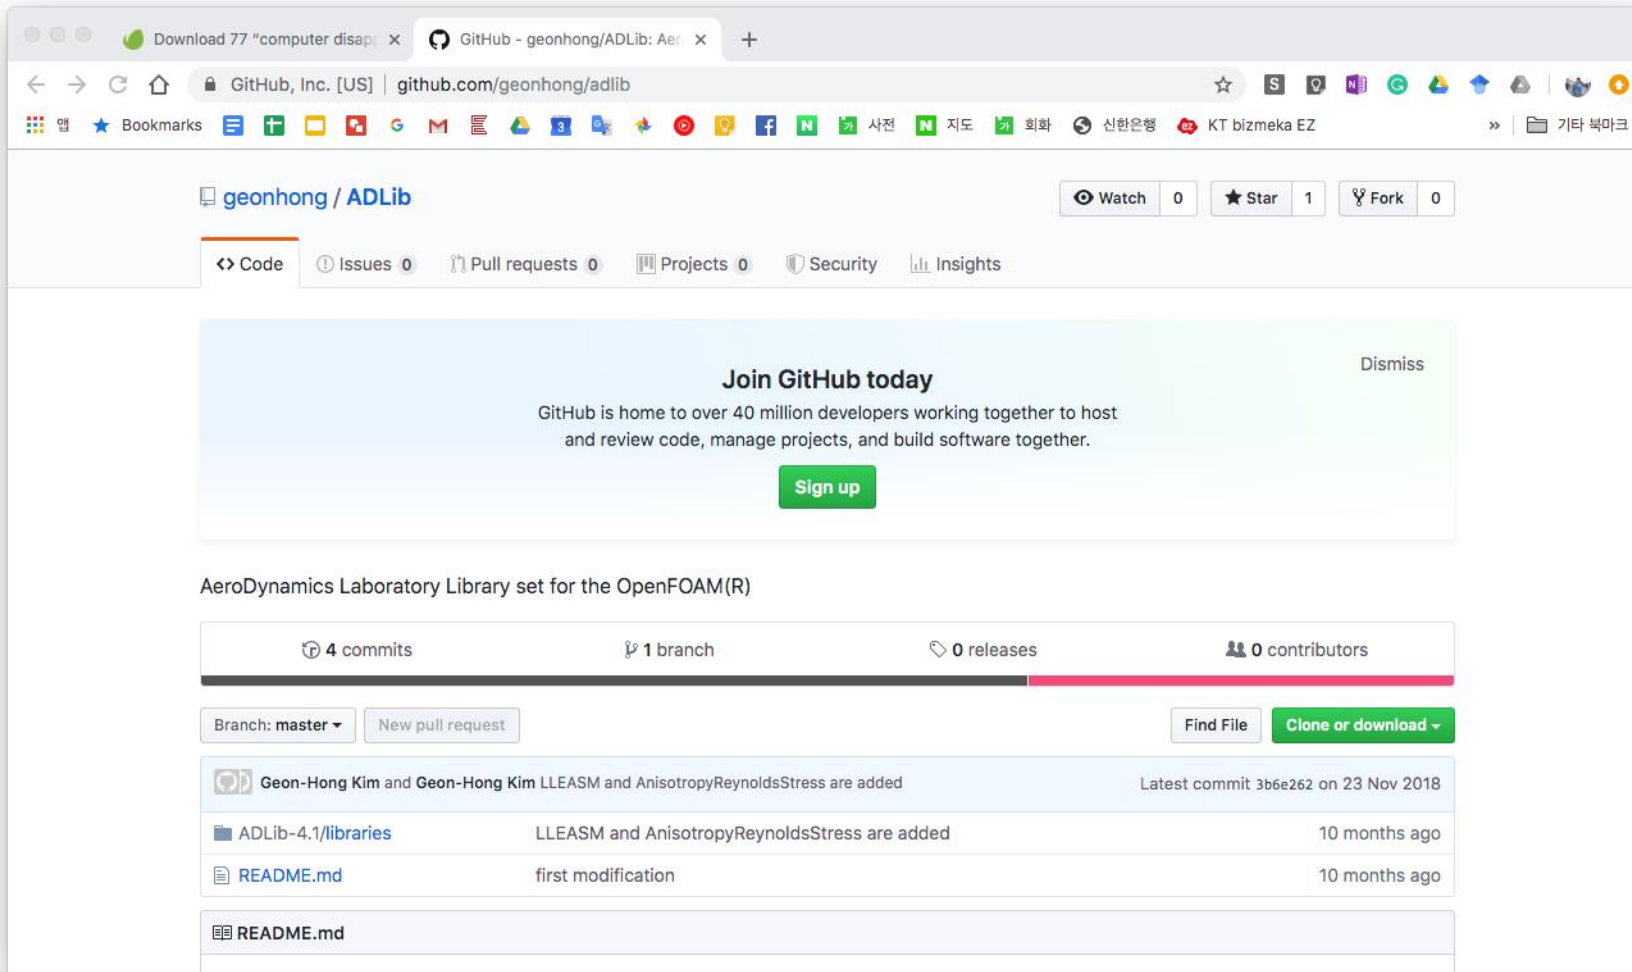 Download 77 “computer disap
GitHub - geonhong/ADLib: Aer
GitHub, Inc. [US] | github.com/geonhong/adlib
앱 Bookmarks 사전 지도 회화 신한은행 KT bizmeka EZ » 기타 북마크
geonhong / ADLib
Watch 0 Star 1 Fork 0
Code Issues 0 Pull requests 0 Projects 0 Security Insights
Dismiss
Join GitHub today
GitHub is home to over 40 million developers working together to host
and review code, manage projects, and build software together.
Sign up
AeroDynamics Laboratory Library set for the OpenFOAM(R)
4 commits 1 branch 0 releases 0 contributors
Branch: master New pull request Find File Clone or download
Geon-Hong Kim and Geon-Hong Kim LLEASM and AnisotropyReynoldsStress are added Latest commit 3b6e262 on 23 Nov 2018
ADLib-4.1/libraries LLEASM and AnisotropyReynoldsStress are added 10 months ago
README.md first modification 10 months ago
README.md